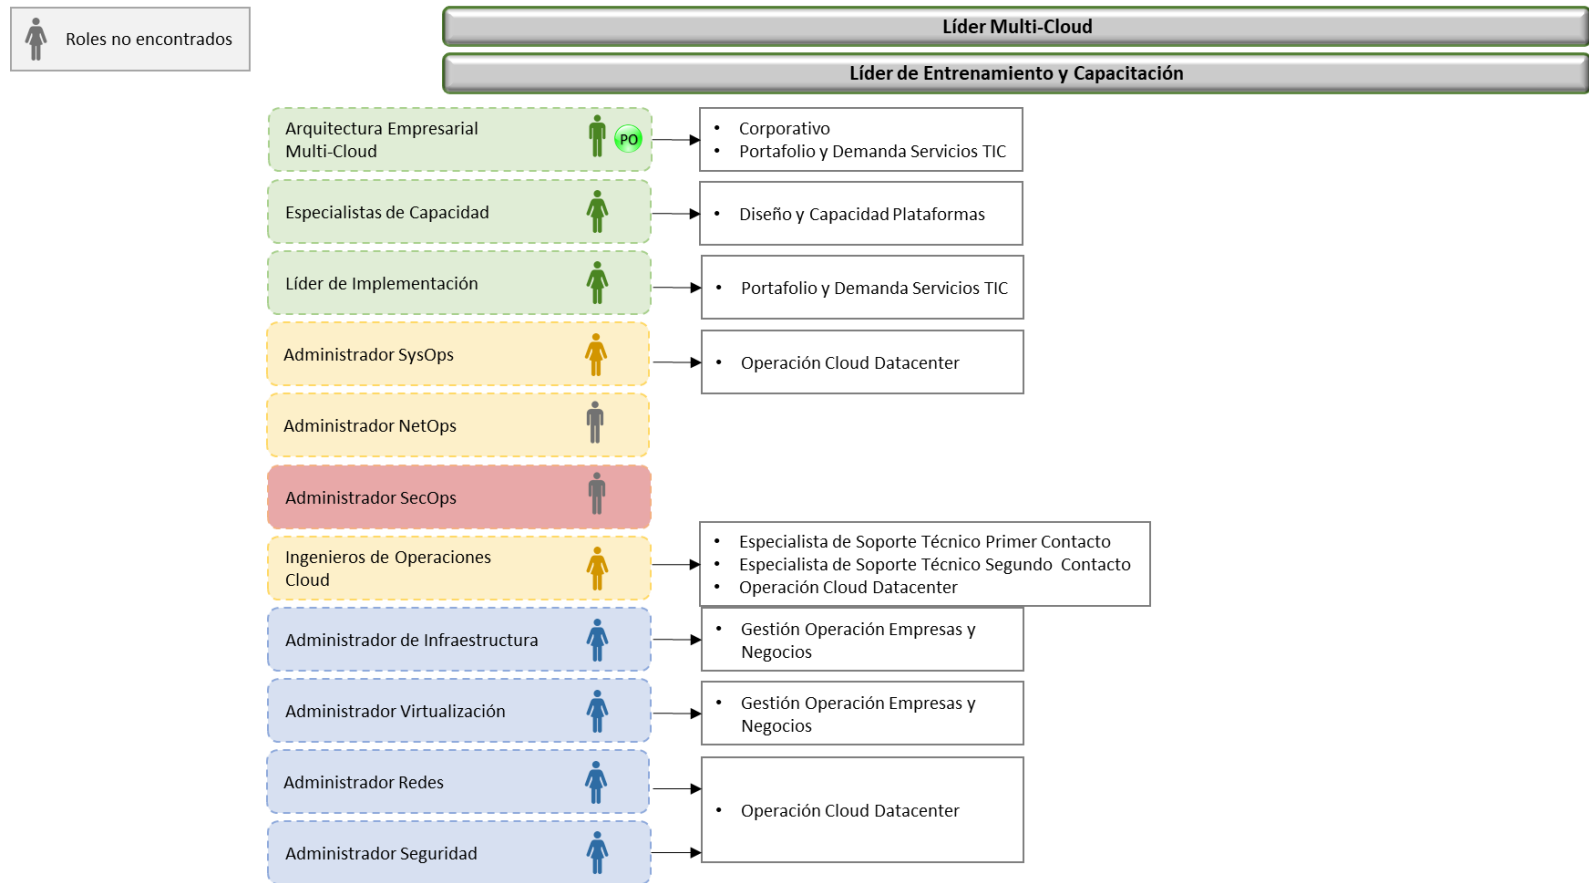 Roles no encontrados
Líder Multi-Cloud
Líder de Entrenamiento y Capacitación
Arquitectura Empresarial
Multi-Cloud
PO
• Corporativo
• Portafolio y Demanda Servicios TIC
Especialistas de Capacidad
• Diseño y Capacidad Plataformas
Líder de Implementación
• Portafolio y Demanda Servicios TIC
Administrador SysOps
• Operación Cloud Datacenter
Administrador NetOps
Administrador SecOps
Ingenieros de Operaciones
Cloud
• Especialista de Soporte Técnico Primer Contacto
• Especialista de Soporte Técnico Segundo Contacto
• Operación Cloud Datacenter
Administrador de Infraestructura
• Gestión Operación Empresas y
Negocios
Administrador Virtualización
• Gestión Operación Empresas y
Negocios
Administrador Redes
• Operación Cloud Datacenter
Administrador Seguridad